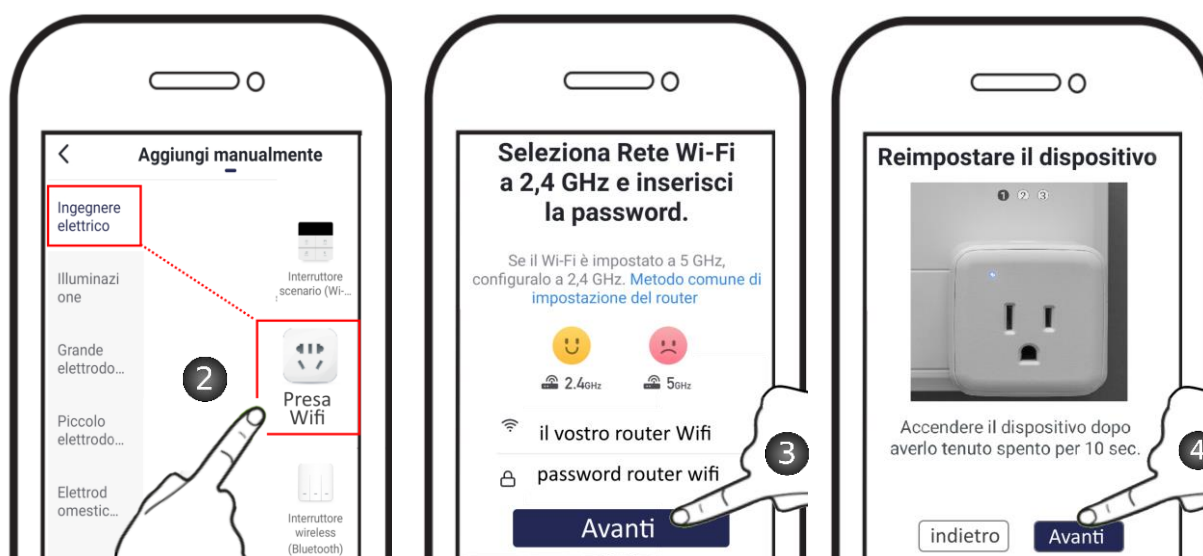 Aggiungi manualmente
Ingegnere
elettrico
Illuminazi
one
Grande
elettrodo...
Piccolo
elettrodo...
Elettrod
omestic...
Interruttore
scenario (Wi-...
2
Presa
Wifi
Interruttore
wireless
(Bluetooth)
Seleziona Rete Wi-Fi
a 2,4 GHz e inserisci
la password.
Se il Wi-Fi è impostato a 5 GHz,
configuralo a 2,4 GHz. Metodo comune di
impostazione del router
2.4GHz
5GHz
il vostro router Wifi
password router wifi
3
Avanti
Reimpostare il dispositivo
1 2 3
Accendere il dispositivo dopo
averlo tenuto spento per 10 sec.
4
indietro
Avanti